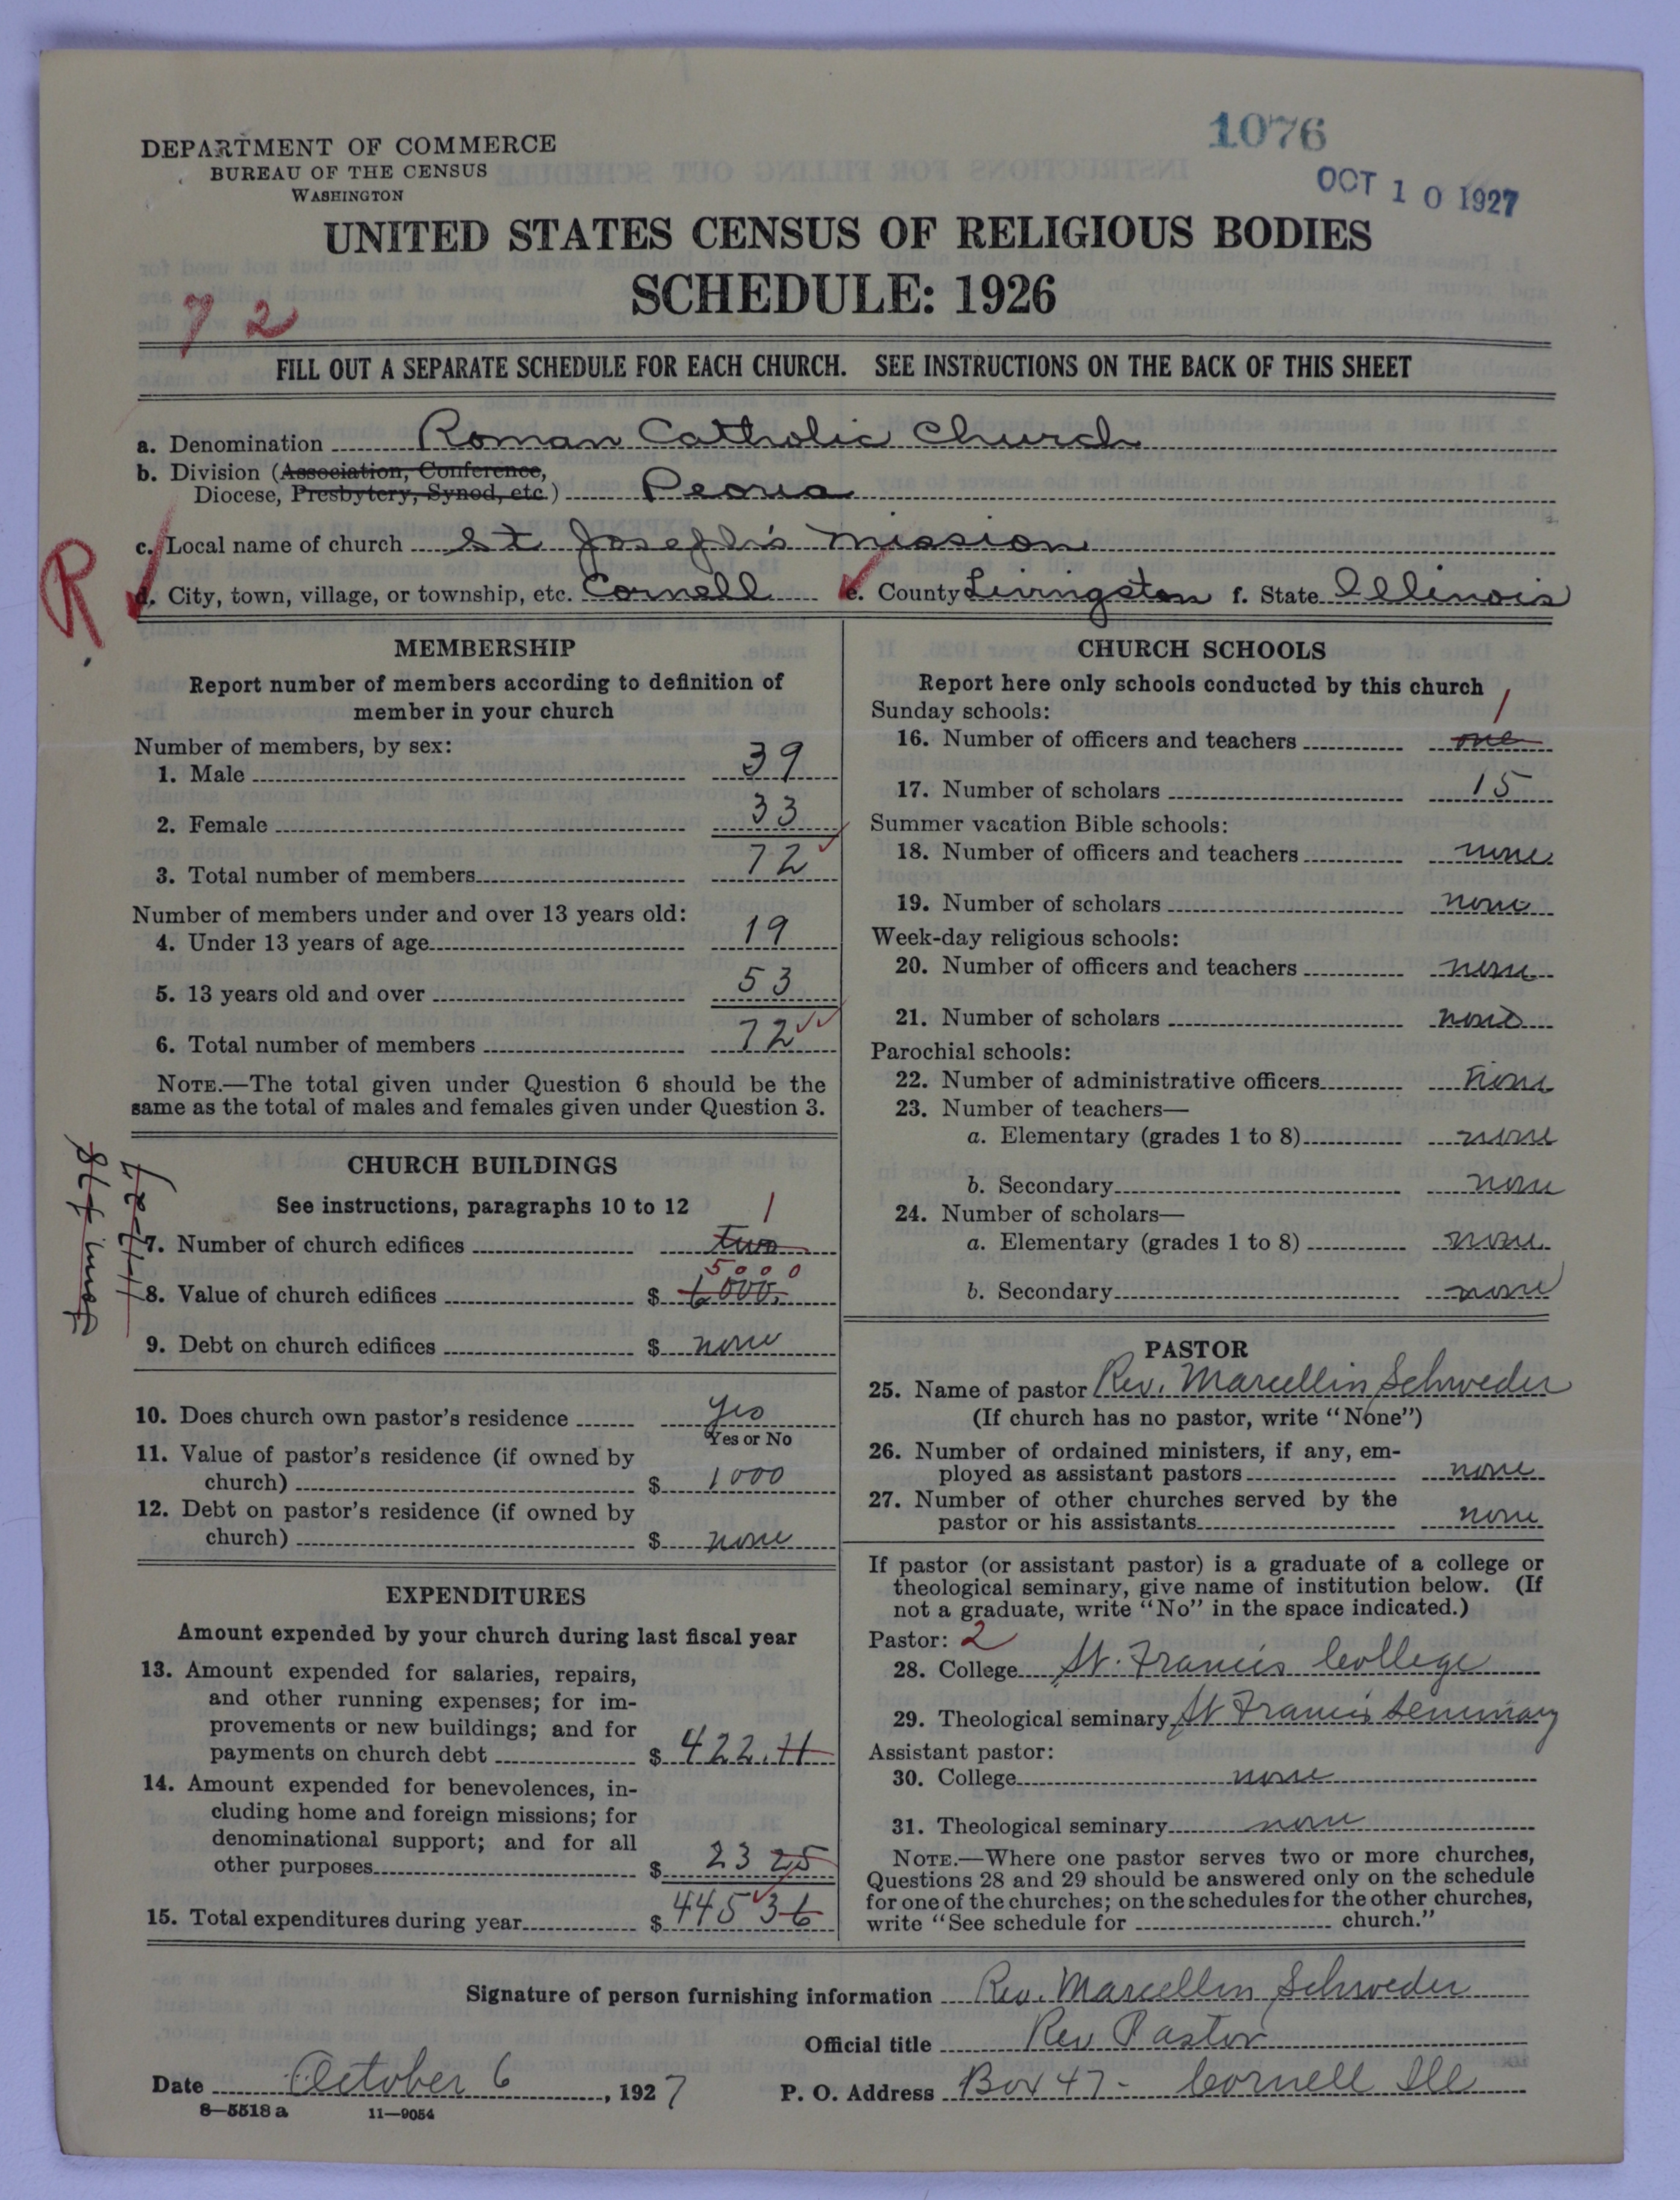 1076
OCT 10 1927
DEPARTMENT OF COMMERCE
BUREAU OF THE CENSUS
WASHINGTON
UNITED STATES CENSUS OF RELIGIOUS BODIES
SCHEDULE: 1926
72
FILL OUT A SEPARATE SCHEDULE FOR EACH CHURCH. SEE INSTRUCTIONS ON THE BACK OF THIS SHEET
a. Denomination Roman Catholic Church
b. Division (Association, Conference,
Diocese, Presbytery, Synod, etc.) Peoria
c. Local name of church St Joseph's Mission
R
d. City, town, village, or township, etc. Cornell e. County Livingston f. State Illinois
MEMBERSHIP
Report number of members according to definition of
member in your church
Number of members, by sex:
1. Male 39
2. Female 33
3. Total number of members 72
Number of members under and over 13 years old:
4. Under 13 years of age 19
5. 13 years old and over 53
6. Total number of members 72
NOTE.—The total given under Question 6 should be the
same as the total of males and females given under Question 3.
CHURCH BUILDINGS
See instructions, paragraphs 10 to 12
1
7. Number of church edifices two
5000
8. Value of church edifices $ 6000.
9. Debt on church edifices $ none
10. Does church own pastor's residence yes
Yes or No
11. Value of pastor's residence (if owned by
church) $ 1000
12. Debt on pastor's residence (if owned by
church) $ none
EXPENDITURES
Amount expended by your church during last fiscal year
13. Amount expended for salaries, repairs,
and other running expenses; for im-
provements or new buildings; and for
payments on church debt $ 422.11
14. Amount expended for benevolences, in-
cluding home and foreign missions; for
denominational support; and for all
other purposes $ 23 25
15. Total expenditures during year $ 445 36
CHURCH SCHOOLS
Report here only schools conducted by this church
Sunday schools: 1
16. Number of officers and teachers one
17. Number of scholars 15
Summer vacation Bible schools:
18. Number of officers and teachers none
19. Number of scholars none
Week-day religious schools:
20. Number of officers and teachers none
21. Number of scholars none
Parochial schools:
22. Number of administrative officers none
23. Number of teachers—
a. Elementary (grades 1 to 8) none
b. Secondary none
24. Number of scholars—
a. Elementary (grades 1 to 8) none
b. Secondary none
PASTOR
25. Name of pastor Rev. Marcellin Schroeder
(If church has no pastor, write "None")
26. Number of ordained ministers, if any, em-
ployed as assistant pastors none
27. Number of other churches served by the
pastor or his assistants none
If pastor (or assistant pastor) is a graduate of a college or
theological seminary, give name of institution below. (If
not a graduate, write "No" in the space indicated.)
Pastor: 2
28. College St. Francis College
29. Theological seminary St Francis Seminary
Assistant pastor:
30. College none
31. Theological seminary none
NOTE.—Where one pastor serves two or more churches,
Questions 28 and 29 should be answered only on the schedule
for one of the churches; on the schedules for the other churches,
write "See schedule for church."
Signature of person furnishing information Rev. Marcellin Schroeder
Official title Rev Pastor
Date October 6, 1927 P. O. Address Box 47 - Cornell Ill
8—5518 a 11—9054